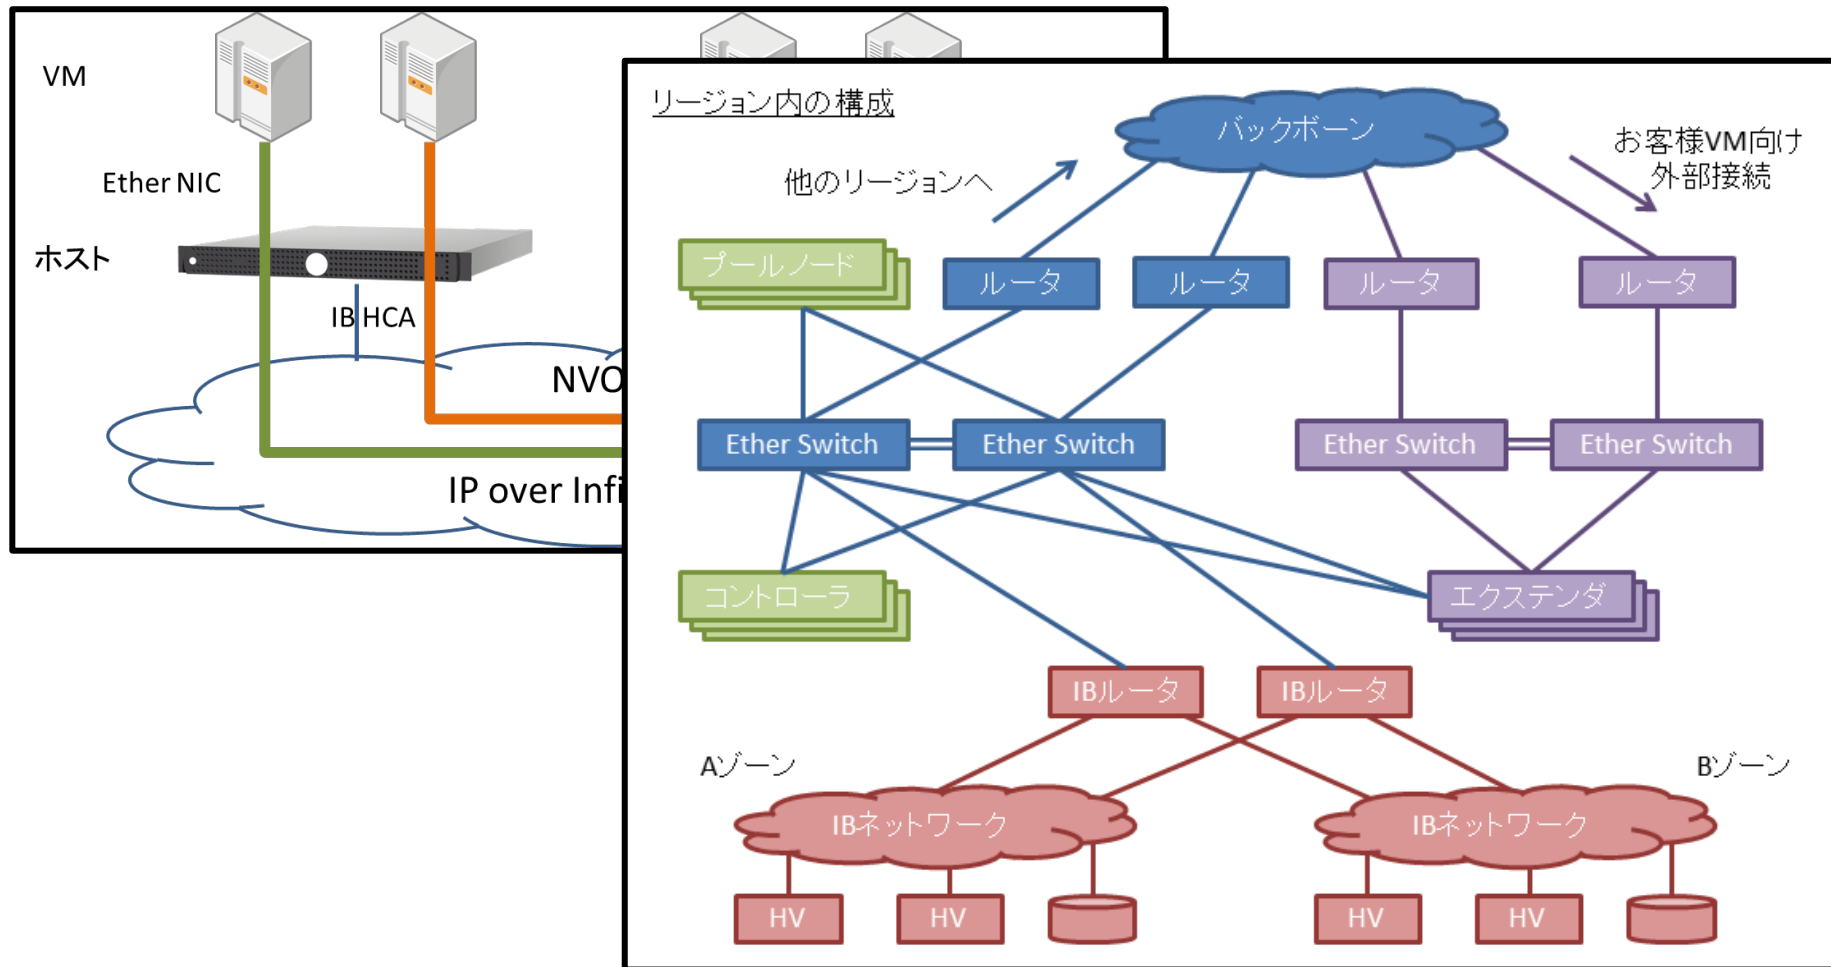 VM
Ether NIC
ホスト
IB HCA
NVO
IP over Infi
リージョン内の構成
バックボーン
他のリージョンへ
お客様VM向け
外部接続
プールノード
ルータ
ルータ
ルータ
ルータ
Ether Switch
Ether Switch
Ether Switch
Ether Switch
コントローラ
エクステンダ
IBルータ
IBルータ
Aゾーン
Bゾーン
IBネットワーク
IBネットワーク
HV
HV
HV
HV